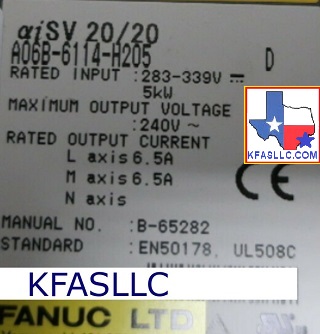 αiSV 20/20
A06B-6114-H205 D
RATED INPUT : 283-339V ⎓
5kW
MAXIMUM OUTPUT VOLTAGE
: 240V ~
RATED OUTPUT CURRENT
L axis 6.5A
M axis 6.5A
N axis
KFASLLC.COM
CE
MANUAL NO. : B-65282
STANDARD : EN50178, UL508C
KFASLLC
FANUC LTD